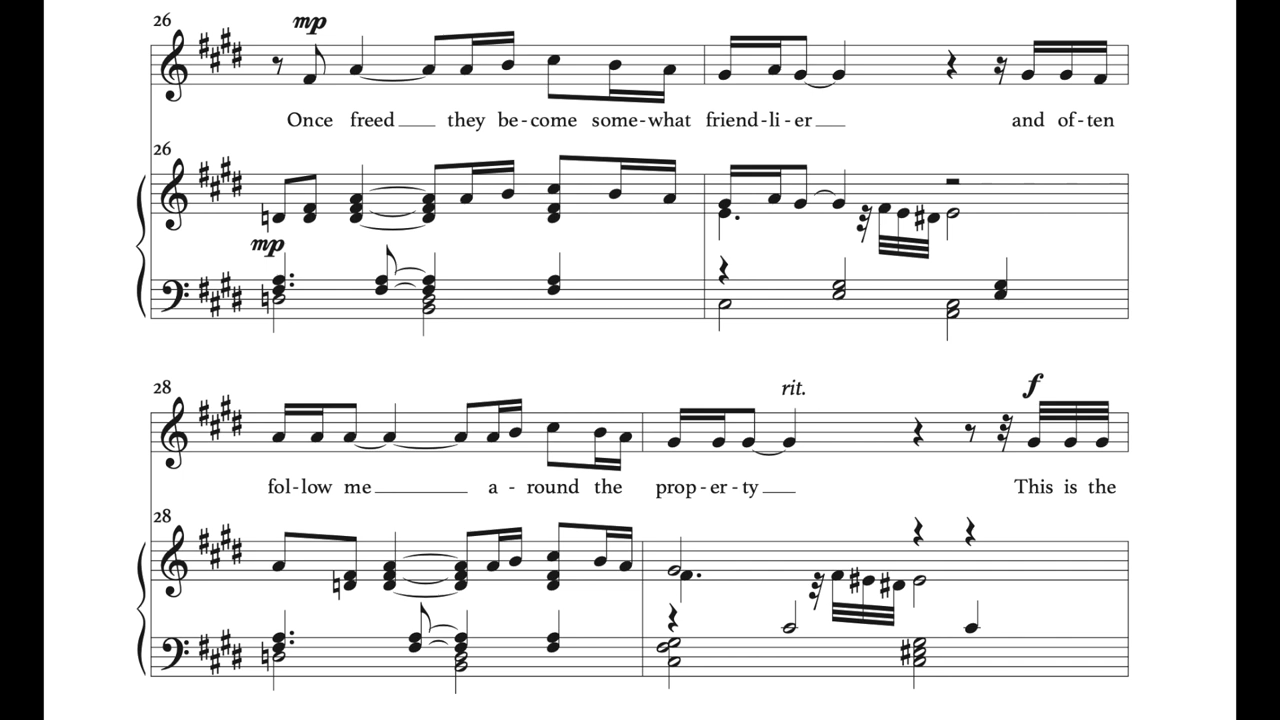 26
mp
Once freed they be-come some-what friend-li-er and of-ten
26
mp
28
rit.
f
fol-low me a-round the prop-er-ty This is the
28